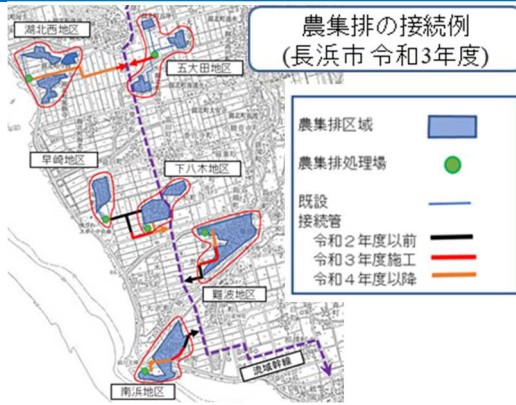 農集排の接続例
(長浜市 令和3年度)
湖北西地区
五大田地区
早崎地区
下八木地区
難波地区
南浜地区
流域幹線
農集排区域
農集排処理場
既設
接続管
令和2年度以前
令和3年度施工
令和4年度以降